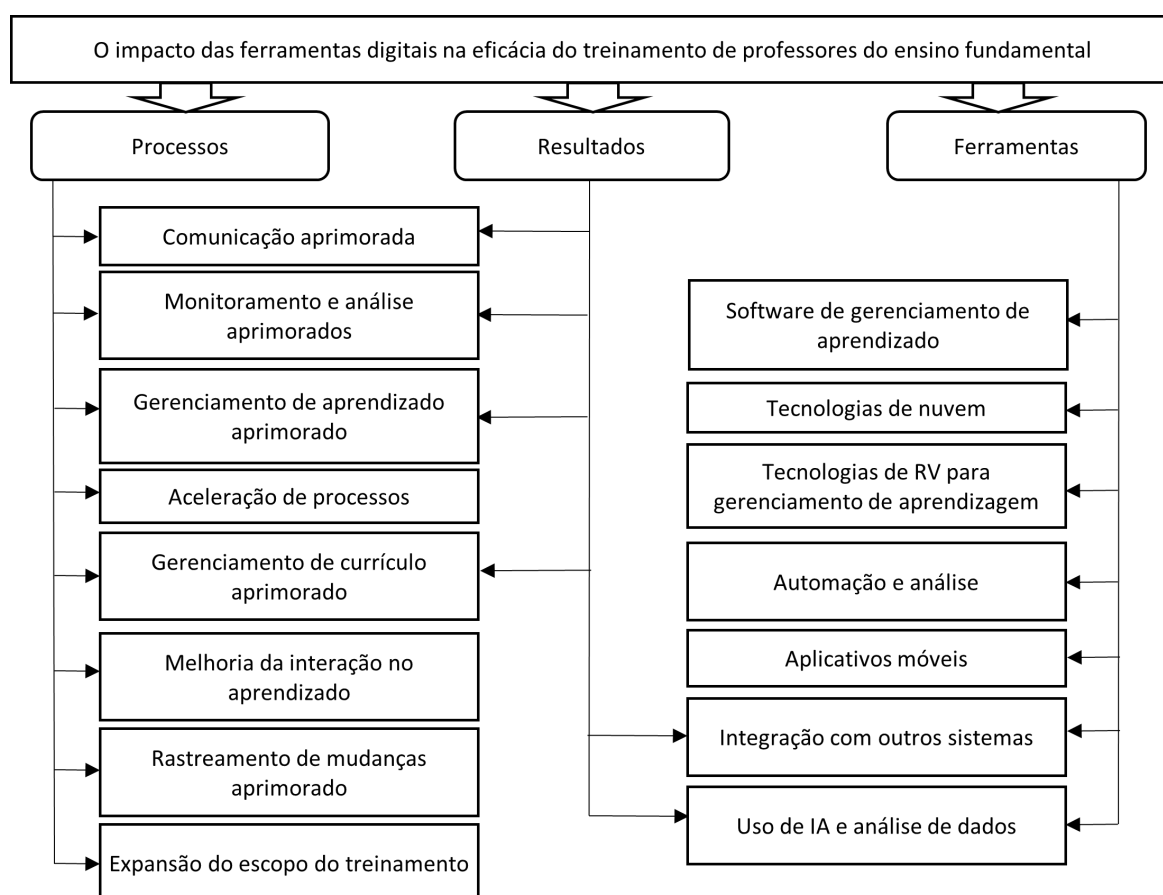 O impacto das ferramentas digitais na eficácia do treinamento de professores do ensino fundamental
Processos
Resultados
Ferramentas
Comunicação aprimorada
Monitoramento e análise
aprimorados
Gerenciamento de aprendizado
aprimorado
Aceleração de processos
Gerenciamento de currículo
aprimorado
Melhoria da interação no
aprendizado
Rastreamento de mudanças
aprimorado
Expansão do escopo do treinamento
Software de gerenciamento de
aprendizado
Tecnologias de nuvem
Tecnologias de RV para
gerenciamento de aprendizagem
Automação e análise
Aplicativos móveis
Integração com outros sistemas
Uso de IA e análise de dados